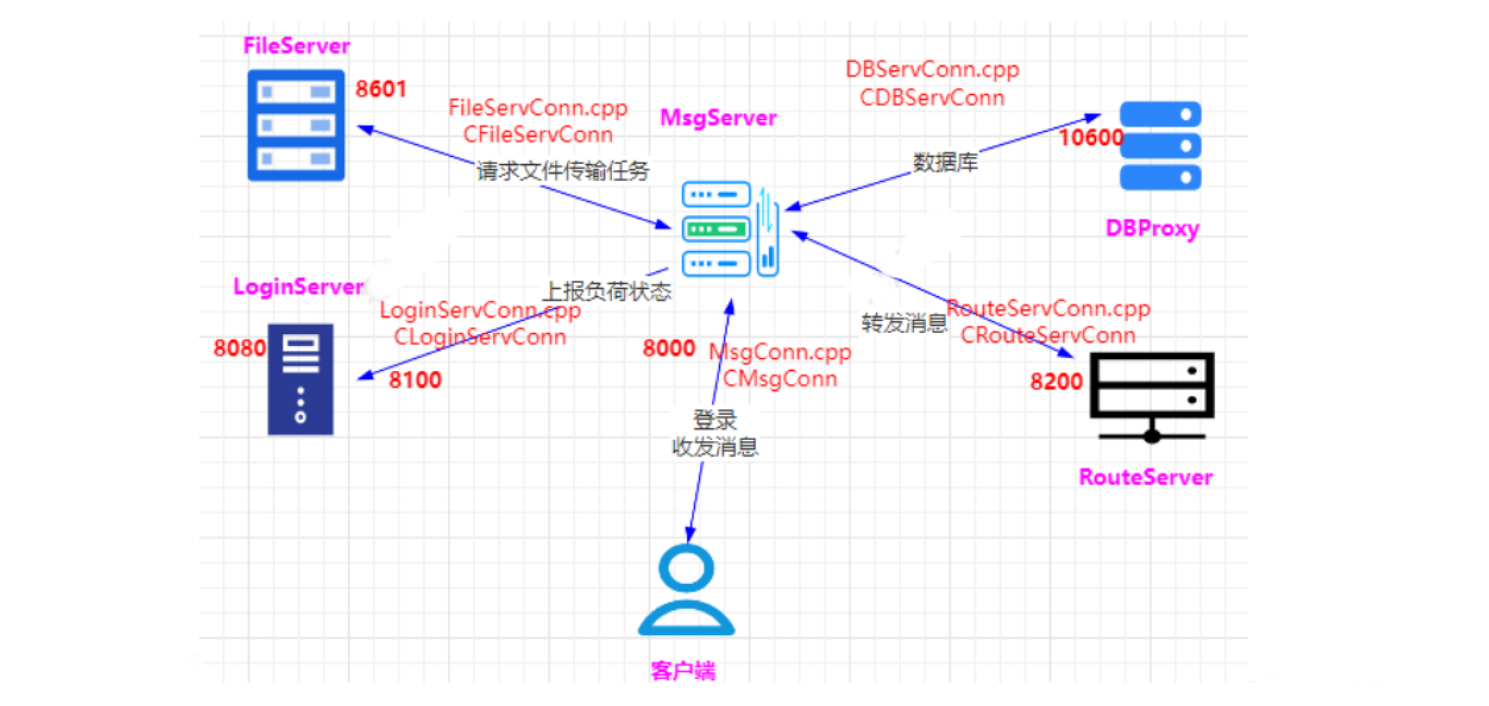 FileServer
8601
FileServConn.cpp
CFileServConn
请求文件传输任务
MsgServer
DBServConn.cpp
CDBServConn
10600
数据库
DBProxy
LoginServer
上报负荷状态
LoginServConn.cpp
CLoginServConn
8080
8100
8000
MsgConn.cpp
CMsgConn
登录
收发消息
转发消息
RouteServConn.cpp
CRouteServConn
8200
RouteServer
客户端